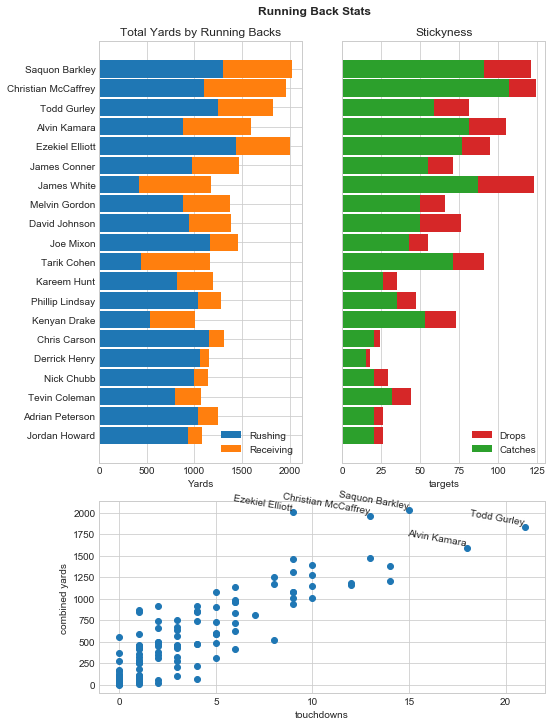 Running Back Stats
Total Yards by Running Backs
Saquon Barkley
Christian McCaffrey
Todd Gurley
Alvin Kamara
Ezekiel Elliott
James Conner
James White
Melvin Gordon
David Johnson
Joe Mixon
Tarik Cohen
Kareem Hunt
Phillip Lindsay
Kenyan Drake
Chris Carson
Derrick Henry
Nick Chubb
Tevin Coleman
Adrian Peterson
Jordan Howard
Rushing
Receiving
0 500 1000 1500 2000
Yards
Stickyness
Drops
Catches
0 25 50 75 100 125
targets
combined yards
2000
1750
1500
1250
1000
750
500
250
0
Ezekiel Elliott
Christian McCaffrey
Saquon Barkley
Todd Gurley
Alvin Kamara
0 5 10 15 20
touchdowns